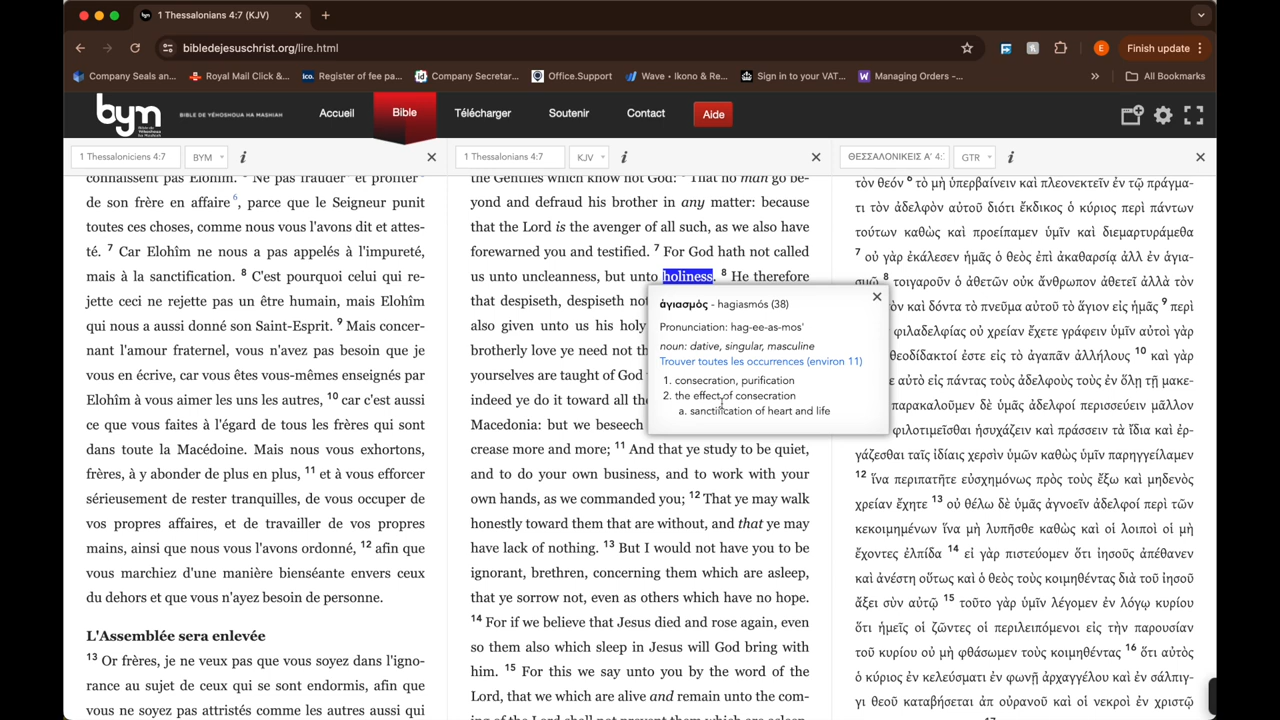 1 Thessalonians 4:7 (KJV)
bibledejesuschrist.org/lire.html
Finish update
Company Seals an...
Royal Mail Click &...
ico. Register of fee pa...
id Company Secretar...
Office.Support
Wave • Ikono & Re...
Sign in to your VAT...
Managing Orders -...
»
All Bookmarks
bym
BIBLE DE YÉHOSHOUA HA MASHIAH
Accueil
Bible
Télécharger
Soutenir
Contact
Aide
1 Thessaloniciens 4:7 BYM i
connaissent pas Elohîm. Ne pas frauder et profiter
de son frère en affaire 6, parce que le Seigneur punit
toutes ces choses, comme nous vous l'avons dit et attes-
té. 7 Car Elohîm ne nous a pas appelés à l'impureté,
mais à la sanctification. 8 C'est pourquoi celui qui re-
jette ceci ne rejette pas un être humain, mais Elohîm
qui nous a aussi donné son Saint-Esprit. 9 Mais concer-
nant l'amour fraternel, vous n'avez pas besoin que je
vous en écrive, car vous êtes vous-mêmes enseignés par
Elohîm à vous aimer les uns les autres, 10 car c'est aussi
ce que vous faites à l'égard de tous les frères qui sont
dans toute la Macédoine. Mais nous vous exhortons,
frères, à y abonder de plus en plus, 11 et à vous efforcer
sérieusement de rester tranquilles, de vous occuper de
vos propres affaires, et de travailler de vos propres
mains, ainsi que nous vous l'avons ordonné, 12 afin que
vous marchiez d'une manière bienséante envers ceux
du dehors et que vous n'ayez besoin de personne.
L'Assemblée sera enlevée
13 Or frères, je ne veux pas que vous soyez dans l'igno-
rance au sujet de ceux qui se sont endormis, afin que
vous ne soyez pas attristés comme les autres aussi qui
1 Thessalonians 4:7 KJV i
the Gentiles which know not God: That no man go be-
yond and defraud his brother in any matter: because
that the Lord is the avenger of all such, as we also have
forewarned you and testified. 7 For God hath not called
us unto uncleanness, but unto holiness. 8 He therefore
that despiseth, despiseth not
also given unto us his holy
brotherly love ye need not th
yourselves are taught of God
indeed ye do it toward all the
Macedonia: but we beseech
crease more and more; 11 And that ye study to be quiet,
and to do your own business, and to work with your
own hands, as we commanded you; 12 That ye may walk
honestly toward them that are without, and that ye may
have lack of nothing. 13 But I would not have you to be
ignorant, brethren, concerning them which are asleep,
that ye sorrow not, even as others which have no hope.
14 For if we believe that Jesus died and rose again, even
so them also which sleep in Jesus will God bring with
him. 15 For this we say unto you by the word of the
Lord, that we which are alive and remain unto the com-
ing of the Lord shall not prevent them which are asleep.
ἁγιασμὸς - hagiasmós (38)
Pronunciation: hag-ee-as-mos'
noun: dative, singular, masculine
Trouver toutes les occurrences (environ 11)
1. consecration, purification
2. the effect of consecration
a. sanctification of heart and life
ΘΕΣΣΑΛΟΝΙΚΕΙΣ Α' 4: GTR i
τὸν θεόν 6 τὸ μὴ ὑπερβαίνειν καὶ πλεονεκτεῖν ἐν τῷ πράγμα-
τι τὸν ἀδελφὸν αὐτοῦ διότι ἔκδικος ὁ κύριος περὶ πάντων
τούτων καθὼς καὶ προείπαμεν ὑμῖν καὶ διεμαρτυράμεθα
7 οὐ γὰρ ἐκάλεσεν ἡμᾶς ὁ θεὸς ἐπὶ ἀκαθαρσίᾳ ἀλλ ἐν ἁγια-
σμῷ 8 τοιγαροῦν ὁ ἀθετῶν οὐκ ἄνθρωπον ἀθετεῖ ἀλλὰ τὸν
καὶ δόντα τὸ πνεῦμα αὐτοῦ τὸ ἅγιον εἰς ἡμᾶς 9 περὶ
φιλαδελφίας οὐ χρείαν ἔχετε γράφειν ὑμῖν αὐτοὶ γὰρ
θεοδίδακτοί ἐστε εἰς τὸ ἀγαπᾶν ἀλλήλους 10 καὶ γὰρ
ε αὐτὸ εἰς πάντας τοὺς ἀδελφοὺς τοὺς ἐν ὅλῃ τῇ μακε-
παρακαλοῦμεν δὲ ὑμᾶς ἀδελφοί περισσεύειν μᾶλλον
φιλοτιμεῖσθαι ἡσυχάζειν καὶ πράσσειν τὰ ἴδια καὶ ἐρ-
γάζεσθαι ταῖς ἰδίαις χερσὶν ὑμῶν καθὼς ὑμῖν παρηγγείλαμεν
12 ἵνα περιπατῆτε εὐσχημόνως πρὸς τοὺς ἔξω καὶ μηδενὸς
χρείαν ἔχητε 13 οὐ θέλω δὲ ὑμᾶς ἀγνοεῖν ἀδελφοί περὶ τῶν
κεκοιμημένων ἵνα μὴ λυπῆσθε καθὼς καὶ οἱ λοιποὶ οἱ μὴ
ἔχοντες ἐλπίδα 14 εἰ γὰρ πιστεύομεν ὅτι ἰησοῦς ἀπέθανεν
καὶ ἀνέστη οὕτως καὶ ὁ θεὸς τοὺς κοιμηθέντας διὰ τοῦ ἰησοῦ
ἄξει σὺν αὐτῷ 15 τοῦτο γὰρ ὑμῖν λέγομεν ἐν λόγῳ κυρίου
ὅτι ἡμεῖς οἱ ζῶντες οἱ περιλειπόμενοι εἰς τὴν παρουσίαν
τοῦ κυρίου οὐ μὴ φθάσωμεν τοὺς κοιμηθέντας 16 ὅτι αὐτὸς
ὁ κύριος ἐν κελεύσματι ἐν φωνῇ ἀρχαγγέλου καὶ ἐν σάλπιγ-
γι θεοῦ καταβήσεται ἀπ οὐρανοῦ καὶ οἱ νεκροὶ ἐν χριστῷ
17